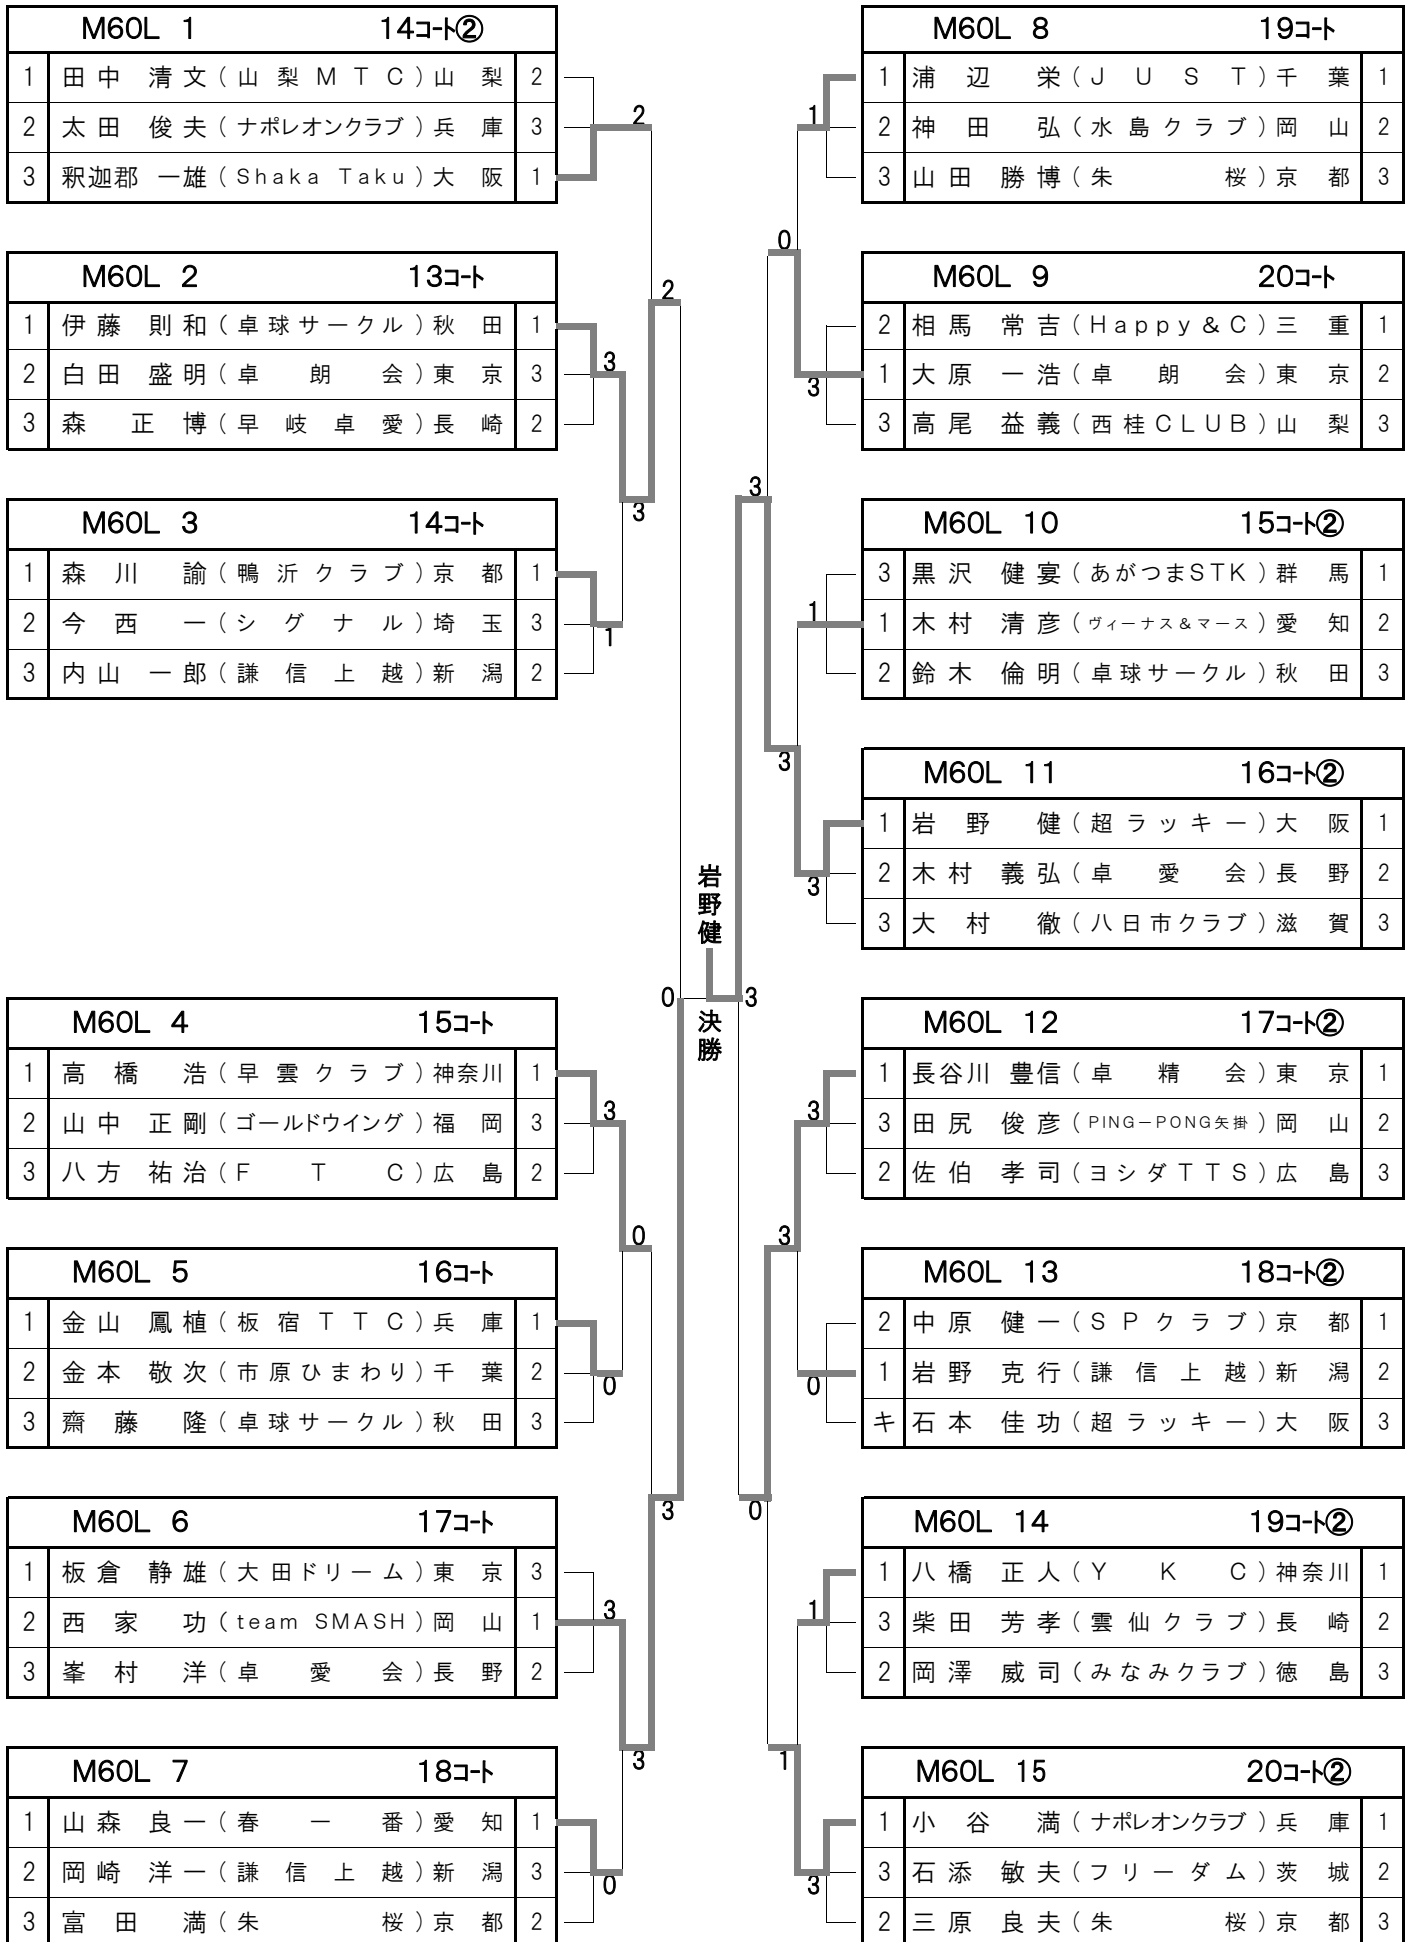 M60L 1 14コート②
1 田中 清文 (山梨MTC) 山梨 2
2 太田 俊夫 (ナポレオンクラブ) 兵庫 3
3 釈迦郡 一雄 (Shaka Taku) 大阪 1
2
M60L 2 13コート
1 伊藤 則和 (卓球サークル) 秋田 1
2 白田 盛明 (卓朗会) 東京 3
3 森 正博 (早岐卓愛) 長崎 2
3
2
3
M60L 3 14コート
1 森川 諭 (鴨沂クラブ) 京都 1
2 今西 一 (シグナル) 埼玉 3
3 内山 一郎 (謙信上越) 新潟 2
1
M60L 4 15コート
1 高橋 浩 (早雲クラブ) 神奈川 1
2 山中 正剛 (ゴールドウイング) 福岡 3
3 八方 祐治 (FTC) 広島 2
3
0
M60L 5 16コート
1 金山 鳳植 (板宿TTC) 兵庫 1
2 金本 敬次 (市原ひまわり) 千葉 2
3 齋藤 隆 (卓球サークル) 秋田 3
0
3
M60L 6 17コート
1 板倉 静雄 (大田ドリーム) 東京 3
2 西家 功 (team SMASH) 岡山 1
3 峯村 洋 (卓愛会) 長野 2
3
3
M60L 7 18コート
1 山森 良一 (春一番) 愛知 1
2 岡崎 洋一 (謙信上越) 新潟 3
3 富田 満 (朱桜) 京都 2
0
岩野健
0 3
決勝
M60L 8 19コート
1 浦辺 栄 (JUST) 千葉 1
2 神田 弘 (水島クラブ) 岡山 2
3 山田 勝博 (朱桜) 京都 3
1
0
M60L 9 20コート
2 相馬 常吉 (Happy&C) 三重 1
1 大原 一浩 (卓朗会) 東京 2
3 高尾 益義 (西桂CLUB) 山梨 3
3
3
M60L 10 15コート②
3 黒沢 健宴 (あがつまSTK) 群馬 1
1 木村 清彦 (ヴィーナス&マース) 愛知 2
2 鈴木 倫明 (卓球サークル) 秋田 3
1
3
M60L 11 16コート②
1 岩野 健 (超ラッキー) 大阪 1
2 木村 義弘 (卓愛会) 長野 2
3 大村 徹 (八日市クラブ) 滋賀 3
3
M60L 12 17コート②
1 長谷川 豊信 (卓精会) 東京 1
3 田尻 俊彦 (PING-PONG矢掛) 岡山 2
2 佐伯 孝司 (ヨシダTTS) 広島 3
3
3
M60L 13 18コート②
2 中原 健一 (SPクラブ) 京都 1
1 岩野 克行 (謙信上越) 新潟 2
キ 石本 佳功 (超ラッキー) 大阪 3
0
0
M60L 14 19コート②
1 八橋 正人 (YKC) 神奈川 1
3 柴田 芳孝 (雲仙クラブ) 長崎 2
2 岡澤 威司 (みなみクラブ) 徳島 3
1
1
M60L 15 20コート②
1 小谷 満 (ナポレオンクラブ) 兵庫 1
3 石添 敏夫 (フリーダム) 茨城 2
2 三原 良夫 (朱桜) 京都 3
3